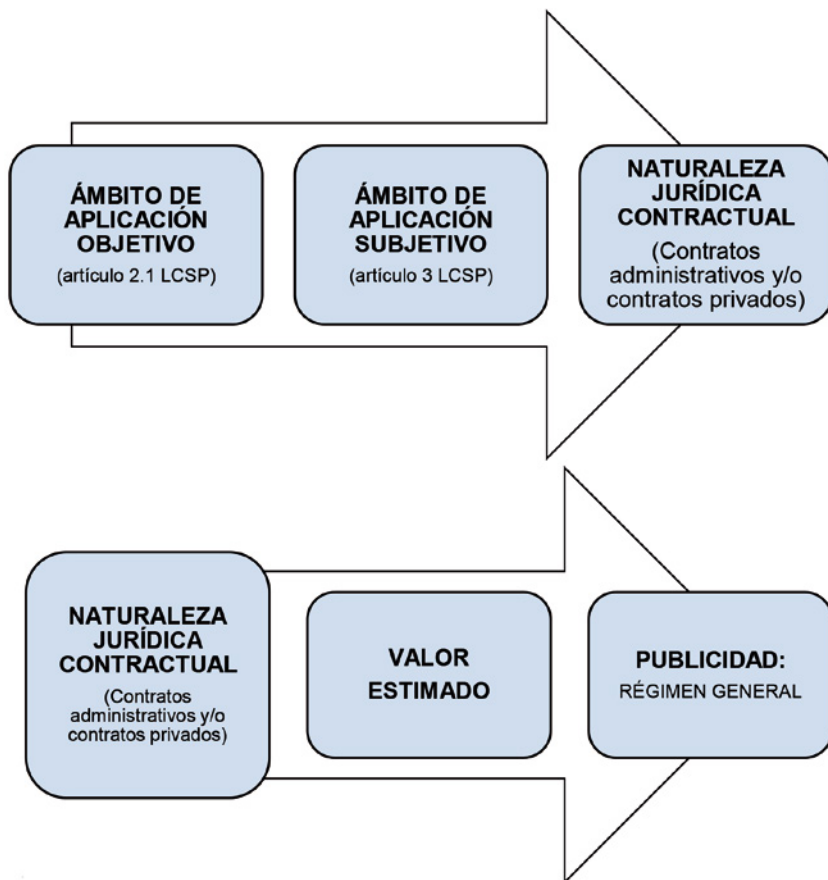 ÁMBITO DE
APLICACIÓN
OBJETIVO
(artículo 2.1 LCSP)
ÁMBITO DE
APLICACIÓN
SUBJETIVO
(artículo 3 LCSP)
NATURALEZA
JURÍDICA
CONTRACTUAL
(Contratos
administrativos y/o
contratos privados)
NATURALEZA
JURÍDICA
CONTRACTUAL
(Contratos
administrativos y/o
contratos privados)
VALOR
ESTIMADO
PUBLICIDAD:
RÉGIMEN GENERAL